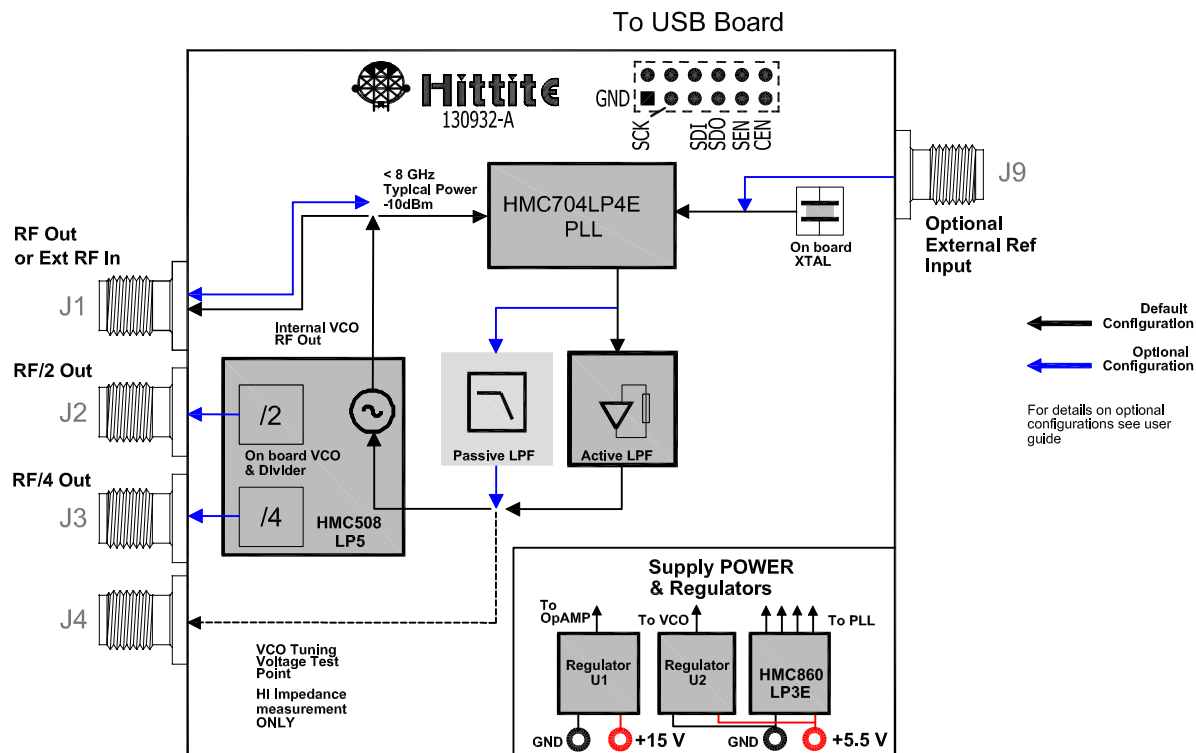 To USB Board
Hittite
130932-A
GND
SCK
SDI
SDO
SEN
CEN
J9
Optional
External Ref
Input
< 8 GHz
Typical Power
-10dBm
HMC704LP4E
PLL
On board
XTAL
RF Out
or Ext RF In
J1
Internal VCO
RF Out
Default
Configuration
Optional
Configuration
For details on optional
configurations see user
guide
RF/2 Out
J2
/2
On board VCO
& Divider
Passive LPF
Active LPF
RF/4 Out
J3
/4
HMC508
LP5
J4
VCO Tuning
Voltage Test
Point
HI Impedance
measurement
ONLY
Supply POWER
& Regulators
To
OpAMP
To VCO
To PLL
Regulator
U1
Regulator
U2
HMC860
LP3E
GND
+15 V
GND
+5.5 V